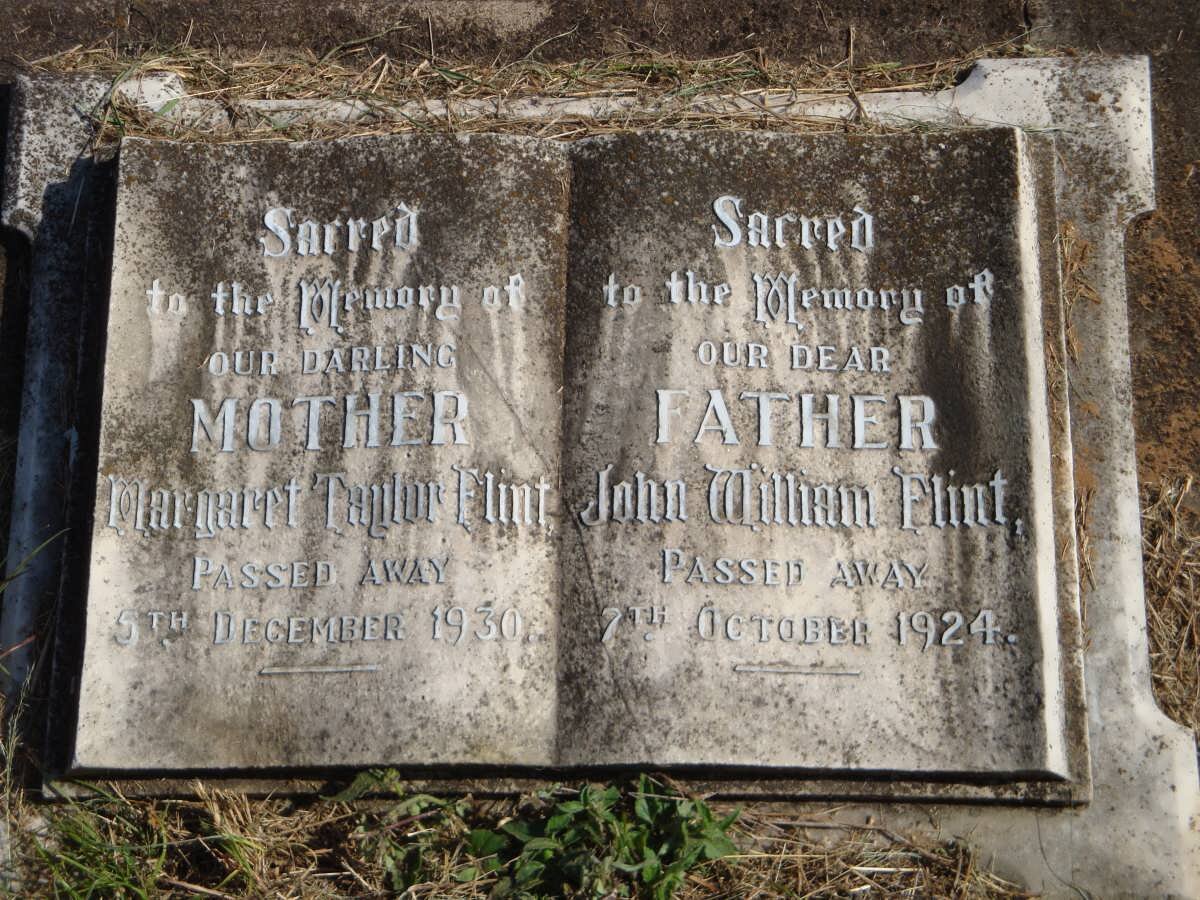 Sacred
to the Memory of
OUR DARLING
MOTHER
Margaret Taylor Flint,
PASSED AWAY
5TH DECEMBER 1930.
Sacred
to the Memory of
OUR DEAR
FATHER
John William Flint,
PASSED AWAY
7TH OCTOBER 1924.